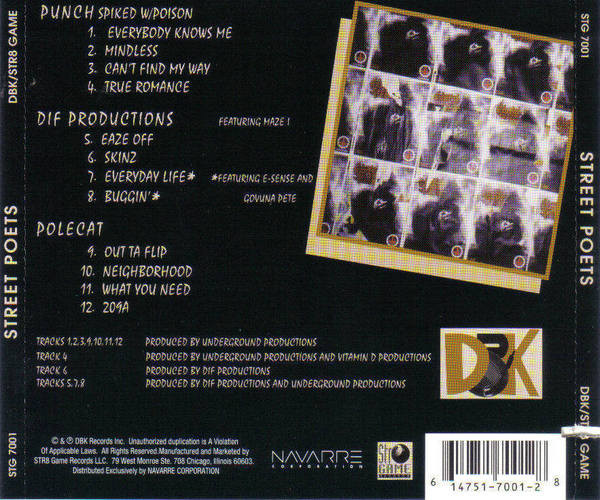 PUNCH SPIKED W/POISON
1. EVERYBODY KNOWS ME
2. MINDLESS
3. CAN'T FIND MY WAY
4. TRUE ROMANCE
DIF PRODUCTIONS FEATURING MAZE 1
5. EAZE OFF
6. SKINZ
7. EVERYDAY LIFE* *FEATURING E-SENSE AND
8. BUGGIN'* GOVUNA PETE
POLECAT
9. OUT TA FLIP
10. NEIGHBORHOOD
11. WHAT YOU NEED
12. 209A
TRACKS 1,2,3,9,10,11,12 PRODUCED BY UNDERGROUND PRODUCTIONS
TRACK 4 PRODUCED BY UNDERGROUND PRODUCTIONS AND VITAMIN D PRODUCTIONS
TRACK 6 PRODUCED BY DIF PRODUCTIONS
TRACKS 5,7,8 PRODUCED BY DIF PRODUCTIONS AND UNDERGROUND PRODUCTIONS
DBK
© & ℗ DBK Records Inc. Unauthorized duplication is A Violation
Of Applicable Laws. All Rights Reserved.Manufactured and Marketed by
STR8 Game Records LLC. 79 West Monroe Ste. 708 Chicago, Illinois 60603.
Distributed Exclusively by NAVARRE CORPORATION
NAVARRE
CORPORATION
GAME
6 14751-7001-2 8
DBK/STR8 GAME
STREET POETS
STG 7001
STG 7001
STREET POETS
DBK/STR8 GAME